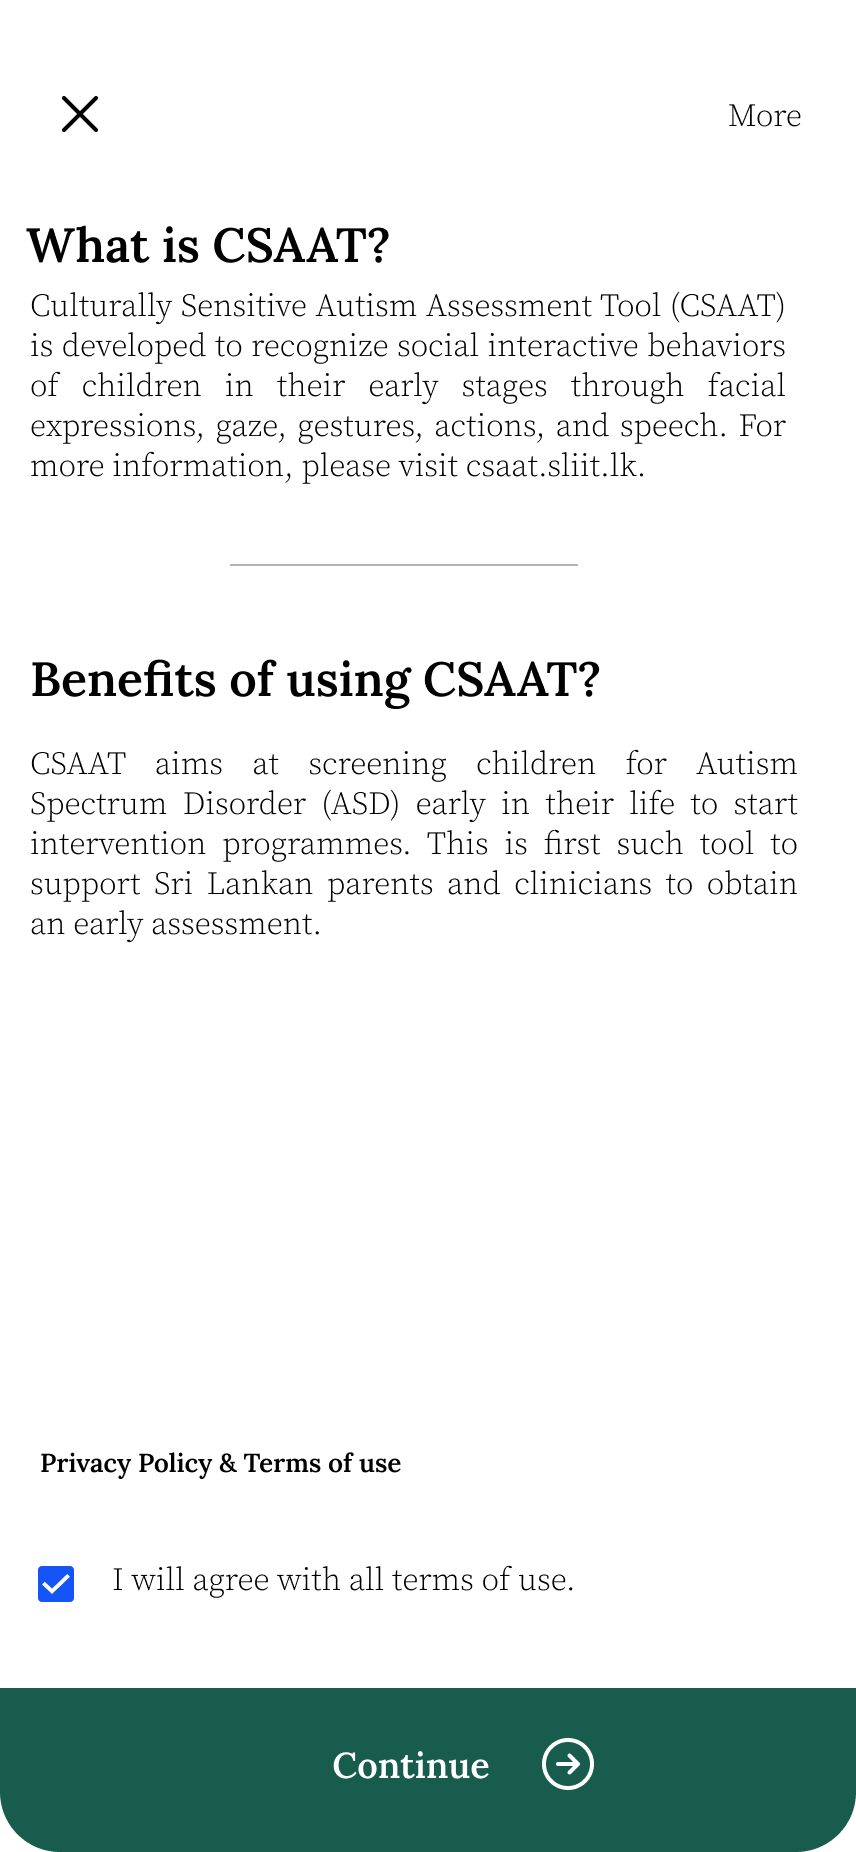 More
What is CSAAT?
Culturally Sensitive Autism Assessment Tool (CSAAT)
is developed to recognize social interactive behaviors
of children in their early stages through facial
expressions, gaze, gestures, actions, and speech. For
more information, please visit csaat.sliit.lk.
Benefits of using CSAAT?
CSAAT aims at screening children for Autism
Spectrum Disorder (ASD) early in their life to start
intervention programmes. This is first such tool to
support Sri Lankan parents and clinicians to obtain
an early assessment.
Privacy Policy & Terms of use
I will agree with all terms of use.
Continue